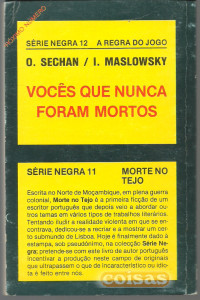 PRÓXIMO NÚMERO
SÉRIE NEGRA 12 A REGRA DO JOGO
O. SECHAN / I. MASLOWSKY
VOCÊS QUE NUNCA
FORAM MORTOS
SÉRIE NEGRA 11 MORTE NO
TEJO
Escrita no Norte de Moçambique, em plena guerra
colonial, Morte no Tejo é a primeira ficção de um
escritor português que depois veio a abordar ou-
tros temas em vários tipos de trabalhos literários.
Tentando iludir a realidade violenta em que se en-
contrava, dedicou-se a recriar e a mostrar um cer-
to submundo de Lisboa. Hoje é finalmente dado à
estampa, sob pseudónimo, na colecção Série Ne-
gra; pretende-se com este livro de autor português
incentivar a produção neste campo de originais
que ultrapassem o que de incaracterístico ou idio-
ta é feito entre nós.
coisas